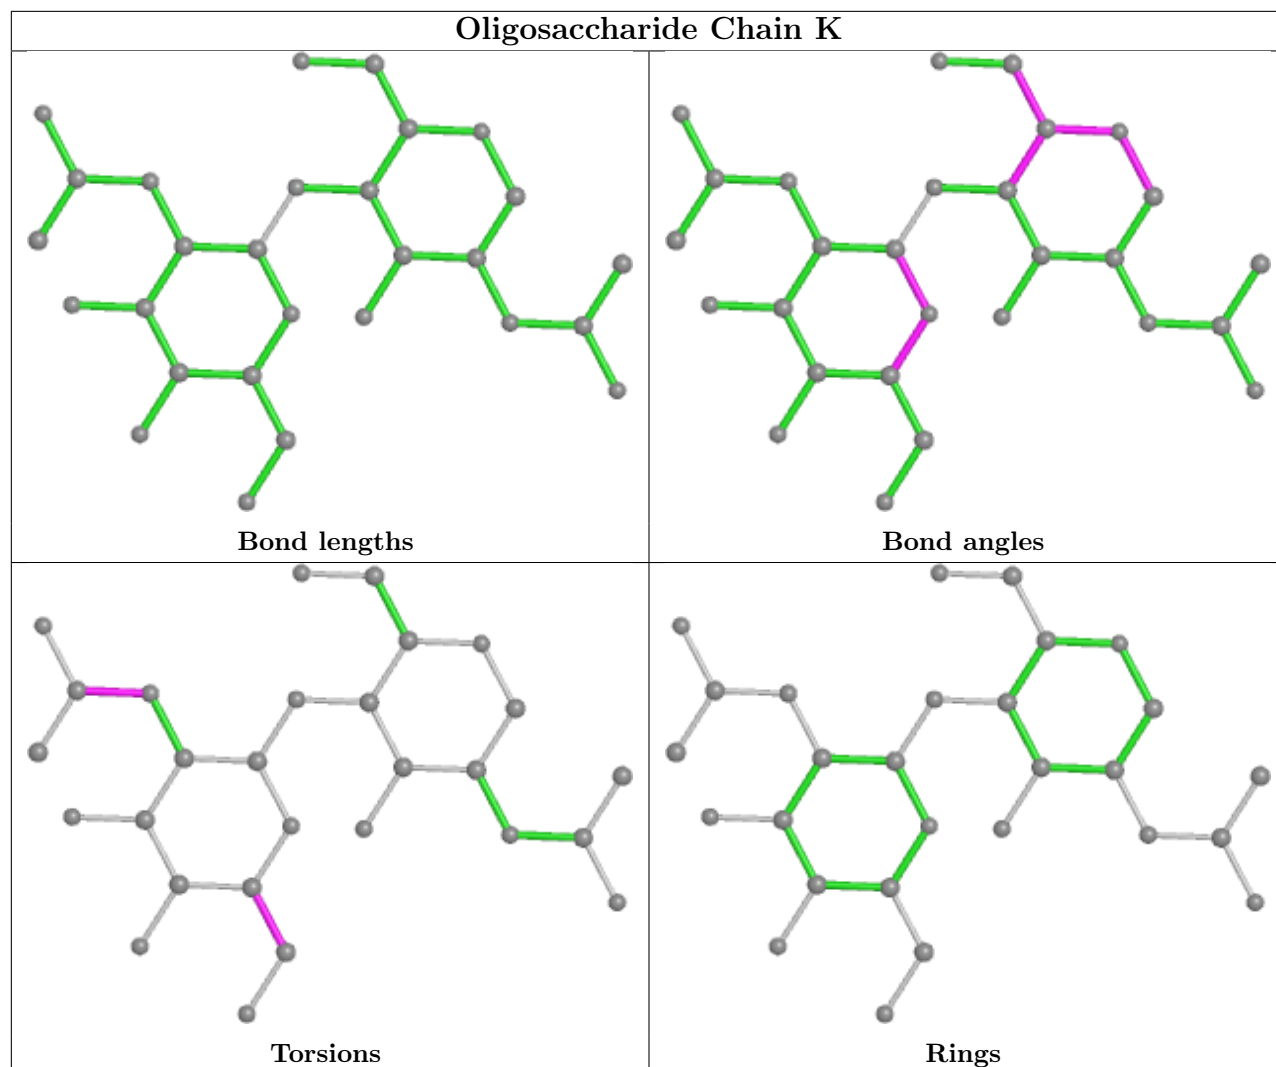 Oligosaccharide Chain K
Bond lengths
Bond angles
Torsions
Rings